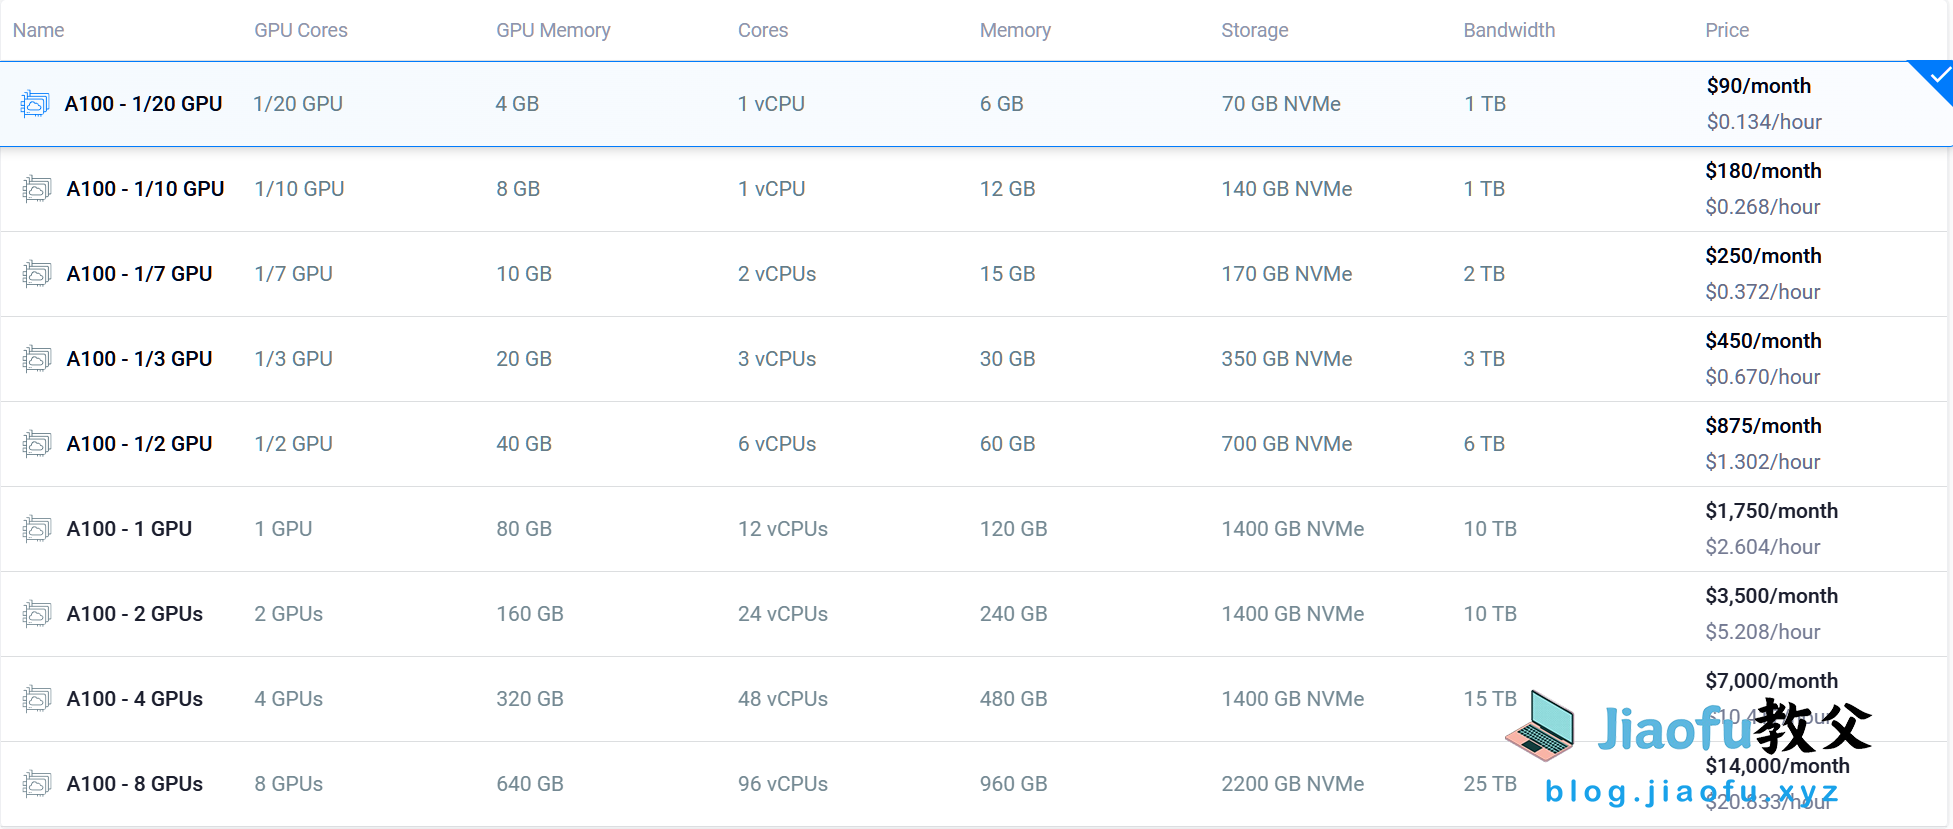 Name GPU Cores GPU Memory Cores Memory Storage Bandwidth Price
A100 - 1/20 GPU 1/20 GPU 4 GB 1 vCPU 6 GB 70 GB NVMe 1 TB $90/month
$0.134/hour
A100 - 1/10 GPU 1/10 GPU 8 GB 1 vCPU 12 GB 140 GB NVMe 1 TB $180/month
$0.268/hour
A100 - 1/7 GPU 1/7 GPU 10 GB 2 vCPUs 15 GB 170 GB NVMe 2 TB $250/month
$0.372/hour
A100 - 1/3 GPU 1/3 GPU 20 GB 3 vCPUs 30 GB 350 GB NVMe 3 TB $450/month
$0.670/hour
A100 - 1/2 GPU 1/2 GPU 40 GB 6 vCPUs 60 GB 700 GB NVMe 6 TB $875/month
$1.302/hour
A100 - 1 GPU 1 GPU 80 GB 12 vCPUs 120 GB 1400 GB NVMe 10 TB $1,750/month
$2.604/hour
A100 - 2 GPUs 2 GPUs 160 GB 24 vCPUs 240 GB 1400 GB NVMe 10 TB $3,500/month
$5.208/hour
A100 - 4 GPUs 4 GPUs 320 GB 48 vCPUs 480 GB 1400 GB NVMe 15 TB $7,000/month
Jiaofu教父
A100 - 8 GPUs 8 GPUs 640 GB 96 vCPUs 960 GB 2200 GB NVMe 25 TB $14,000/month
$20.833/hour
blog.jiaofu.xyz